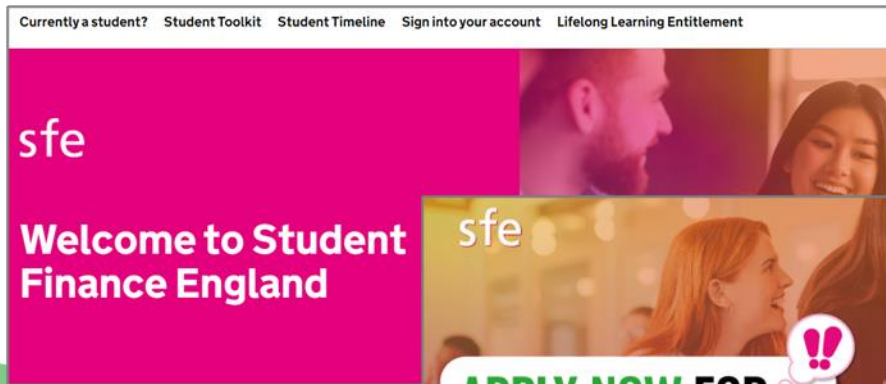 Currently a student? Student Toolkit Student Timeline Sign into your account Lifelong Learning Entitlement
sfe
Welcome to Student
Finance England
sfe
APPLY NOW FOR
!!